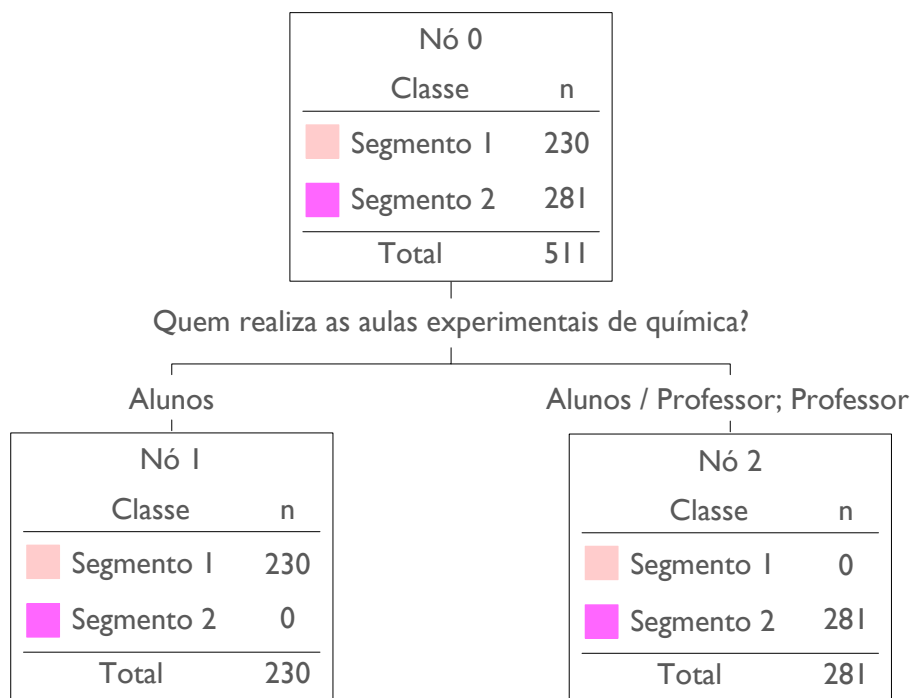 Nó 0
Classe n
Segmento 1 230
Segmento 2 281
Total 511
Quem realiza as aulas experimentais de química?
Alunos
Alunos / Professor; Professor
Nó 1
Classe n
Segmento 1 230
Segmento 2 0
Total 230
Nó 2
Classe n
Segmento 1 0
Segmento 2 281
Total 281